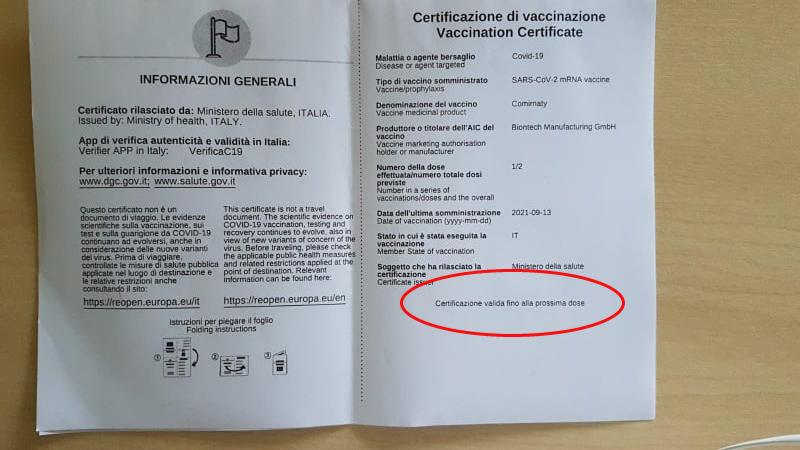 INFORMAZIONI GENERALI
Certificato rilasciato da: Ministero della salute, ITALIA.
Issued by: Ministry of health, ITALY.
App di verifica autenticità e validità in Italia:
Verifier APP in Italy: VerificaC19
Per ulteriori informazioni e informativa privacy:
www.dgc.gov.it; www.salute.gov.it
Questo certificato non è un
documento di viaggio. Le evidenze
scientifiche sulla vaccinazione, sui
test e sulla guarigione da COVID-19
continuano ad evolversi, anche in
considerazione delle nuove varianti
del virus. Prima di viaggiare,
controllate le misure di salute pubblica
applicate nel luogo di destinazione e
le relative restrizioni anche
consultando il sito:
https://reopen.europa.eu/it
This certificate is not a travel
document. The scientific evidence on
COVID-19 vaccination, testing and
recovery continues to evolve, also in
view of new variants of concern of the
virus. Before traveling, please check
the applicable public health measures
and related restrictions applied at the
point of destination. Relevant
information can be found here:
https://reopen.europa.eu/en
Istruzioni per piegare il foglio
Folding instructions
1 2 3
Certificazione di vaccinazione
Vaccination Certificate
Malattia o agente bersaglio Covid-19
Disease or agent targeted
Tipo di vaccino somministrato SARS-CoV-2 mRNA vaccine
Vaccine/prophylaxis
Denominazione del vaccino Comirnaty
Vaccine medicinal product
Produttore o titolare dell'AIC del Biontech Manufacturing GmbH
vaccino
Vaccine marketing authorisation
holder or manufacturer
Numero della dose 1/2
effettuata/numero totale dosi
previste
Number in a series of
vaccinations/doses and the overall
Data dell'ultima somministrazione 2021-09-13
Date of vaccination (yyyy-mm-dd)
Stato in cui è stata eseguita la IT
vaccinazione
Member State of vaccination
Soggetto che ha rilasciato la Ministero della salute
certificazione
Certificate issuer
Certificazione valida fino alla prossima dose